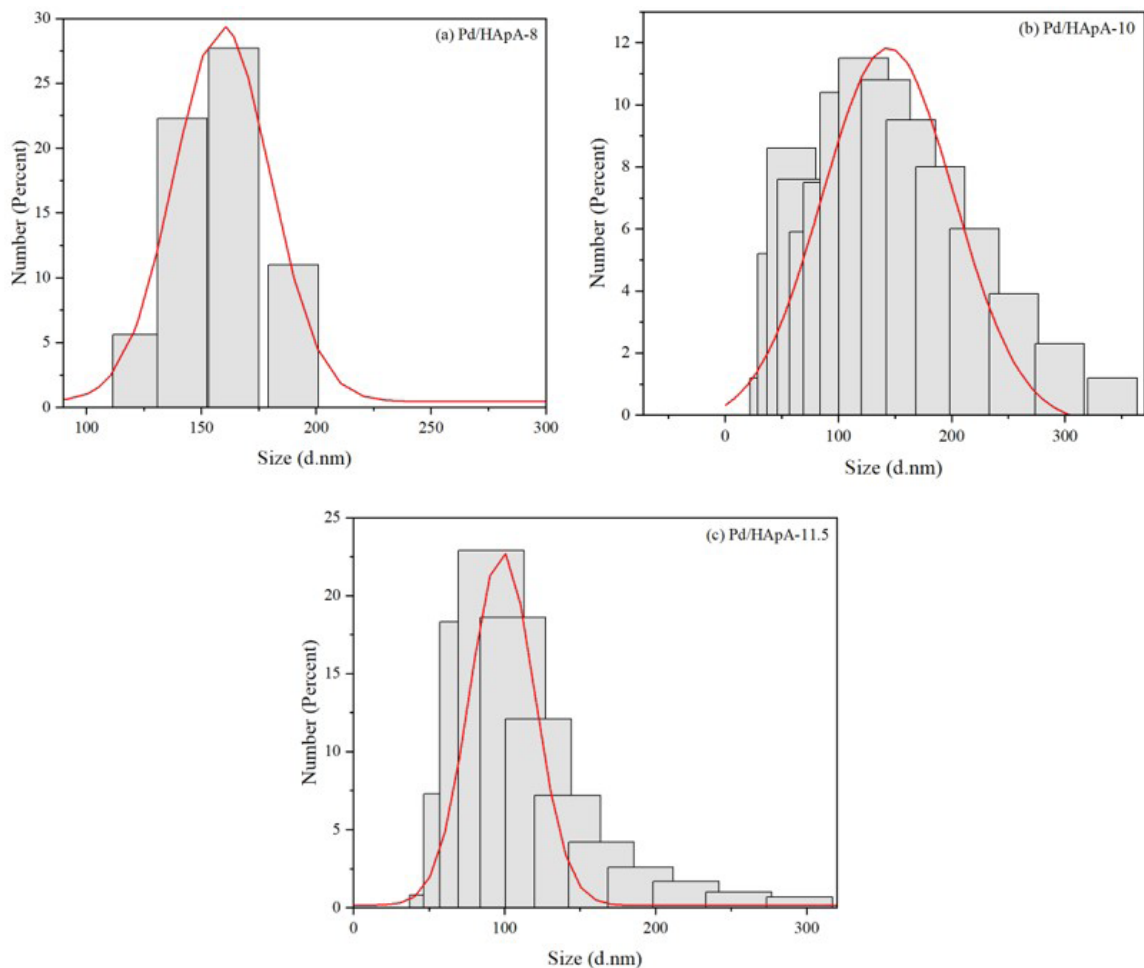 (a) Pd/HApA-8
30
25
20
15
10
5
0
Number (Percent)
100 150 200 250 300
Size (d.nm)
(b) Pd/HApA-10
12
10
8
6
4
2
0
Number (Percent)
0 100 200 300
Size (d.nm)
(c) Pd/HApA-11.5
25
20
15
10
5
0
Number (Percent)
0 100 200 300
Size (d.nm)